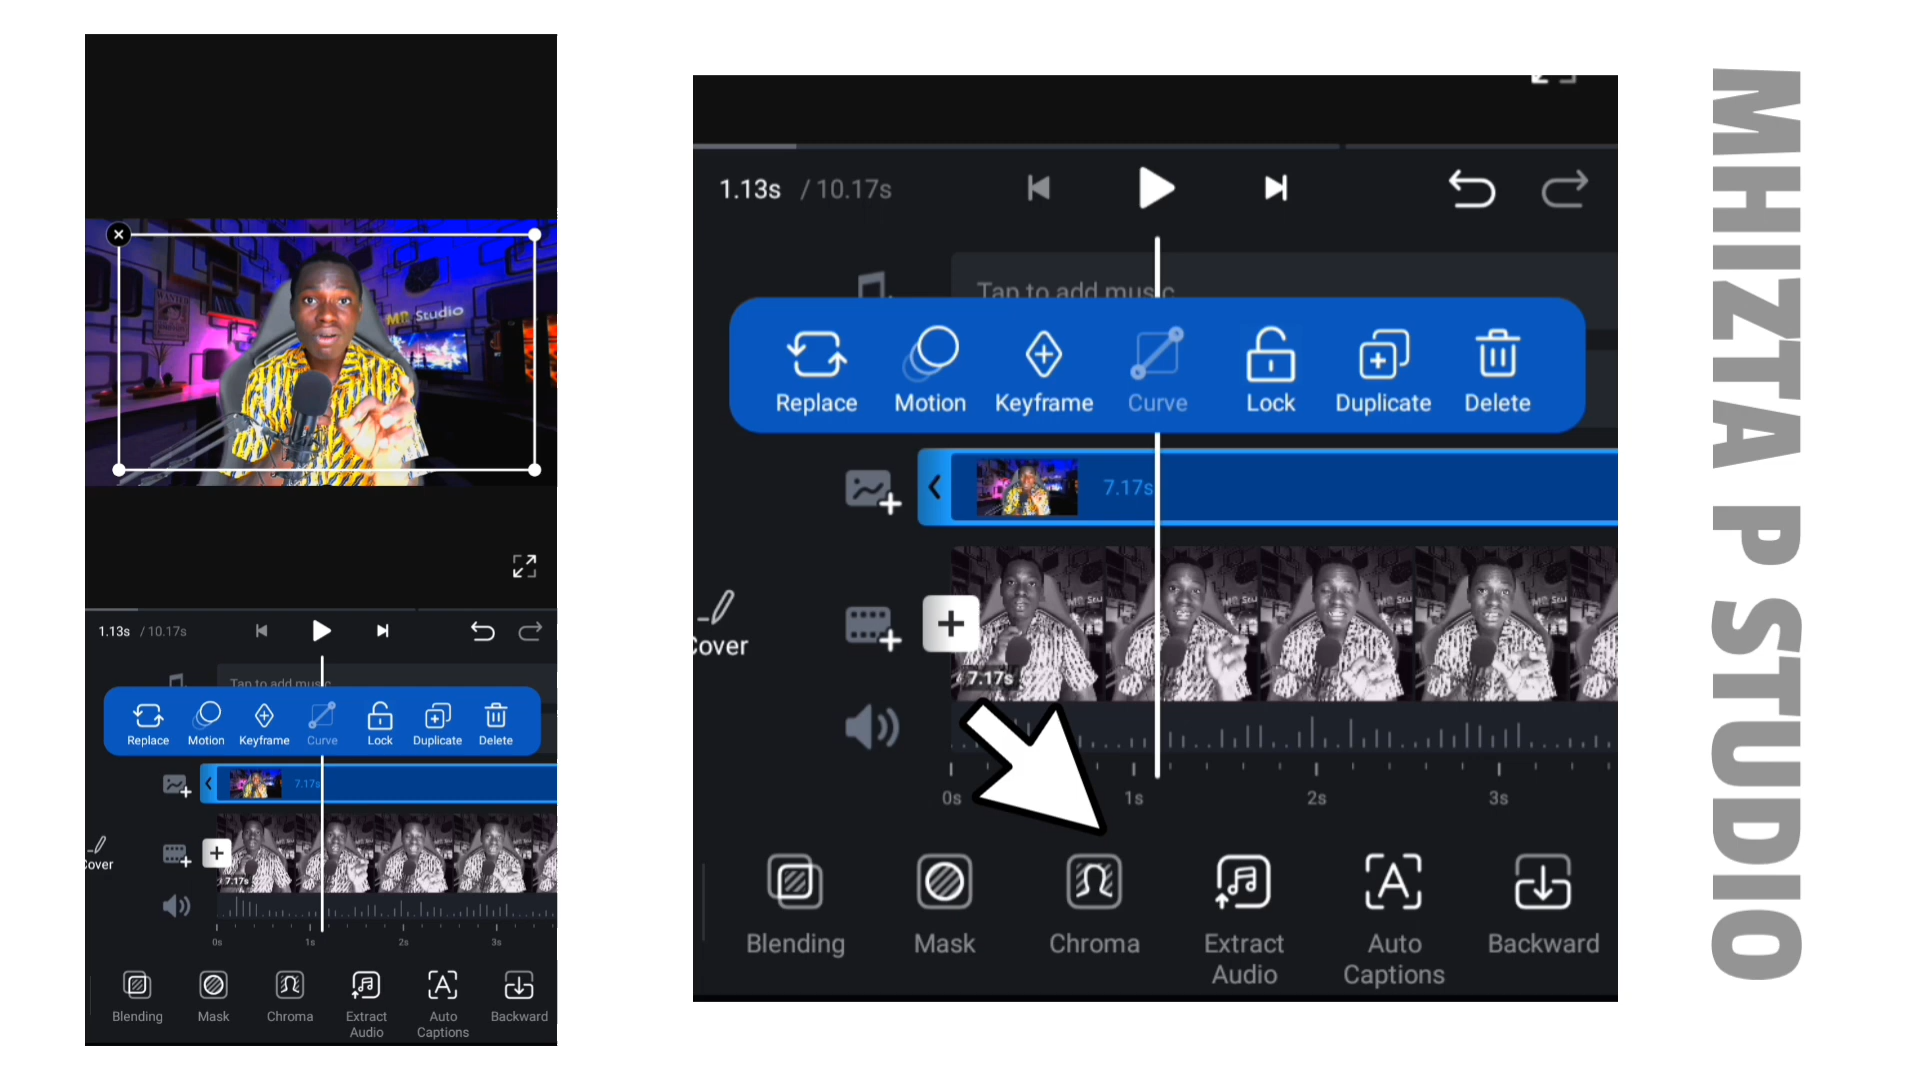 WANTED
MP Studio
1.13s / 10.17s
Tap to add music
Replace Motion Keyframe Curve Lock Duplicate Delete
7.17s
Cover
7.17s
0s 1s 2s 3s
Blending Mask Chroma Extract Audio Auto Captions Backward
1.13s / 10.17s
Tap to add music
Replace Motion Keyframe Curve Lock Duplicate Delete
7.17s
Cover
7.17s
0s 1s 2s 3s
Blending Mask Chroma Extract Auto Backward
Audio Captions
MHIZTA P STUDIO